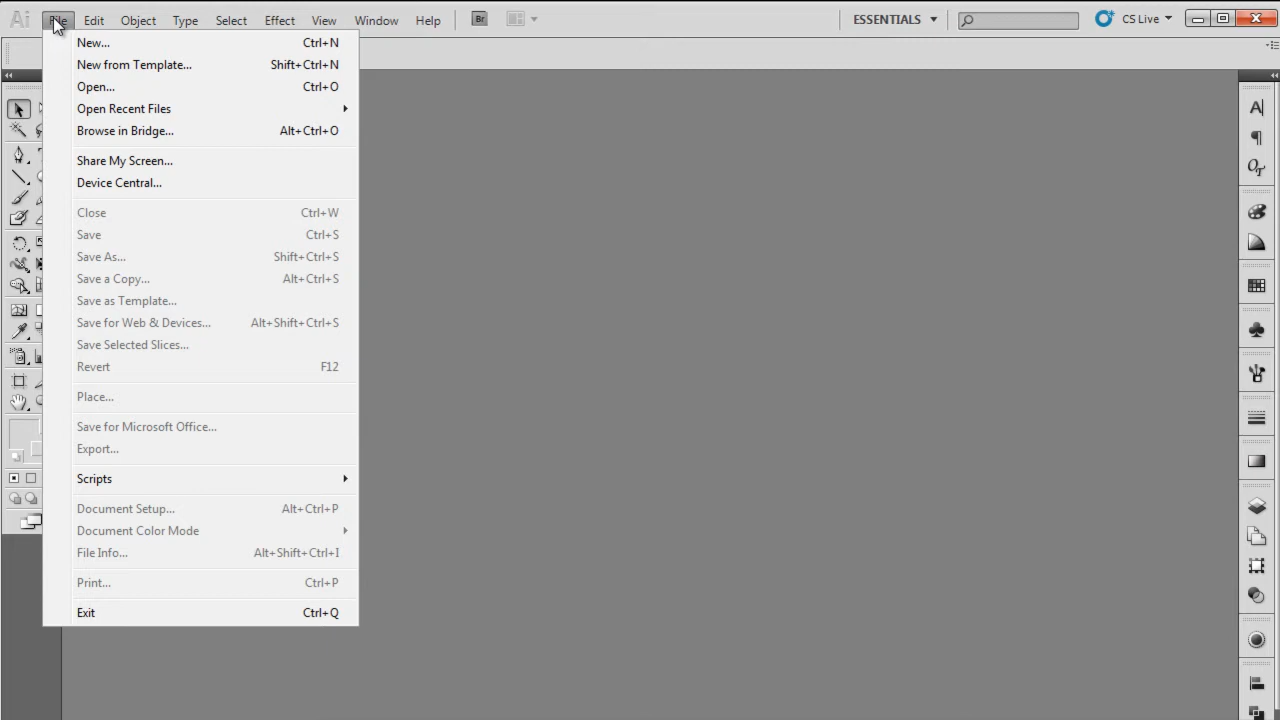 Ai File Edit Object Type Select Effect View Window Help Br ESSENTIALS CS Live
New... Ctrl+N
New from Template... Shift+Ctrl+N
Open... Ctrl+O
Open Recent Files
Browse in Bridge... Alt+Ctrl+O
Share My Screen...
Device Central...
Close Ctrl+W
Save Ctrl+S
Save As... Shift+Ctrl+S
Save a Copy... Alt+Ctrl+S
Save as Template...
Save for Web & Devices... Alt+Shift+Ctrl+S
Save Selected Slices...
Revert F12
Place...
Save for Microsoft Office...
Export...
Scripts
Document Setup... Alt+Ctrl+P
Document Color Mode
File Info... Alt+Shift+Ctrl+I
Print... Ctrl+P
Exit Ctrl+Q